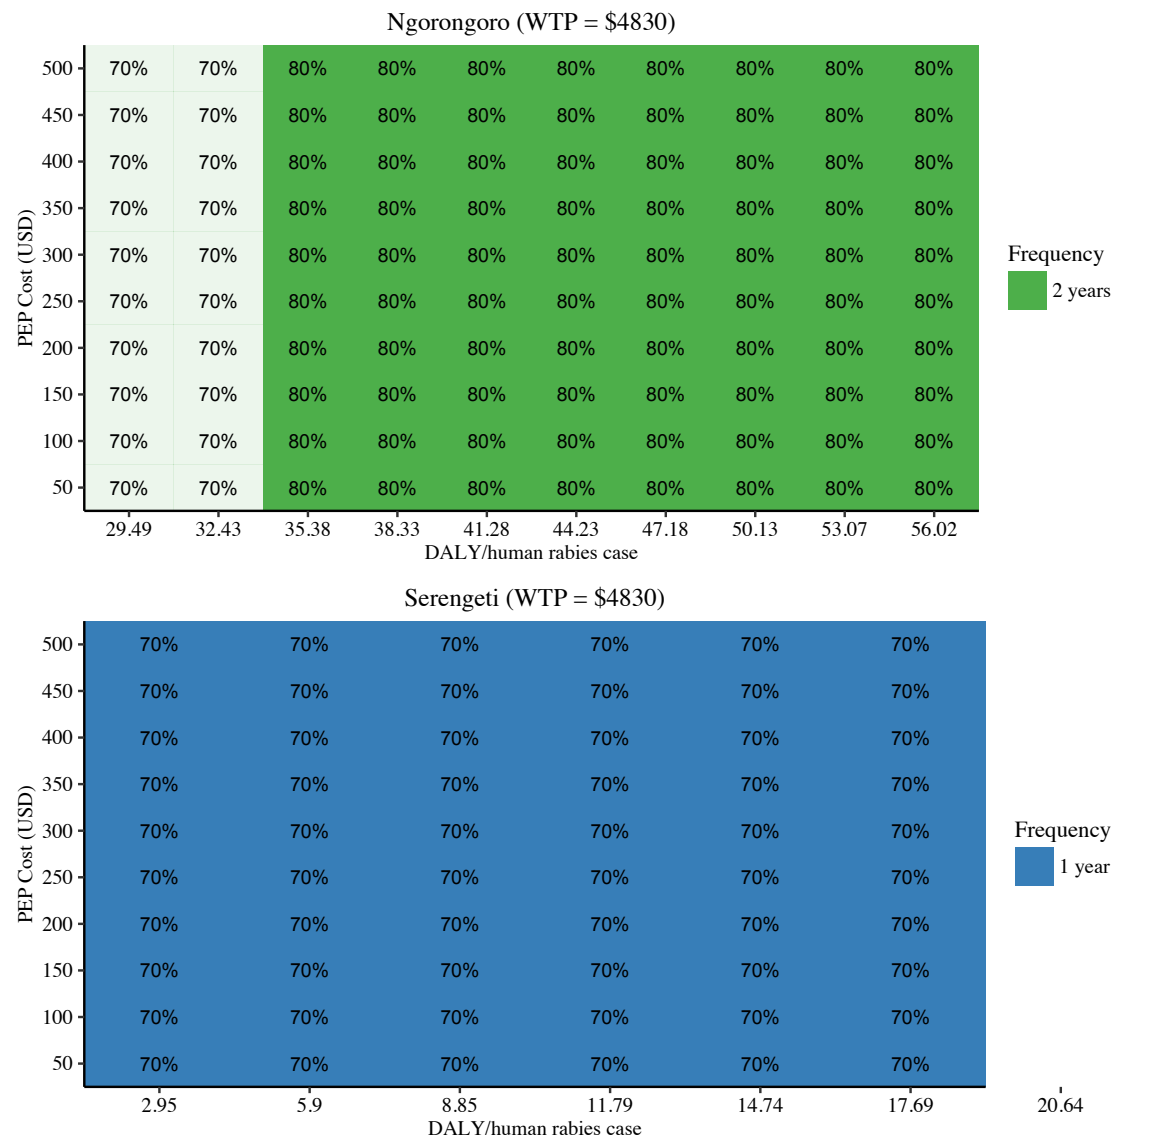 Ngorongoro (WTP = $4830)
PEP Cost (USD)
500 70% 70% 80% 80% 80% 80% 80% 80% 80% 80%
450 70% 70% 80% 80% 80% 80% 80% 80% 80% 80%
400 70% 70% 80% 80% 80% 80% 80% 80% 80% 80%
350 70% 70% 80% 80% 80% 80% 80% 80% 80% 80%
300 70% 70% 80% 80% 80% 80% 80% 80% 80% 80%
250 70% 70% 80% 80% 80% 80% 80% 80% 80% 80%
200 70% 70% 80% 80% 80% 80% 80% 80% 80% 80%
150 70% 70% 80% 80% 80% 80% 80% 80% 80% 80%
100 70% 70% 80% 80% 80% 80% 80% 80% 80% 80%
50 70% 70% 80% 80% 80% 80% 80% 80% 80% 80%
29.49 32.43 35.38 38.33 41.28 44.23 47.18 50.13 53.07 56.02
DALY/human rabies case
Frequency
2 years
Serengeti (WTP = $4830)
PEP Cost (USD)
500 70% 70% 70% 70% 70% 70%
450 70% 70% 70% 70% 70% 70%
400 70% 70% 70% 70% 70% 70%
350 70% 70% 70% 70% 70% 70%
300 70% 70% 70% 70% 70% 70%
250 70% 70% 70% 70% 70% 70%
200 70% 70% 70% 70% 70% 70%
150 70% 70% 70% 70% 70% 70%
100 70% 70% 70% 70% 70% 70%
50 70% 70% 70% 70% 70% 70%
2.95 5.9 8.85 11.79 14.74 17.69 20.64
DALY/human rabies case
Frequency
1 year